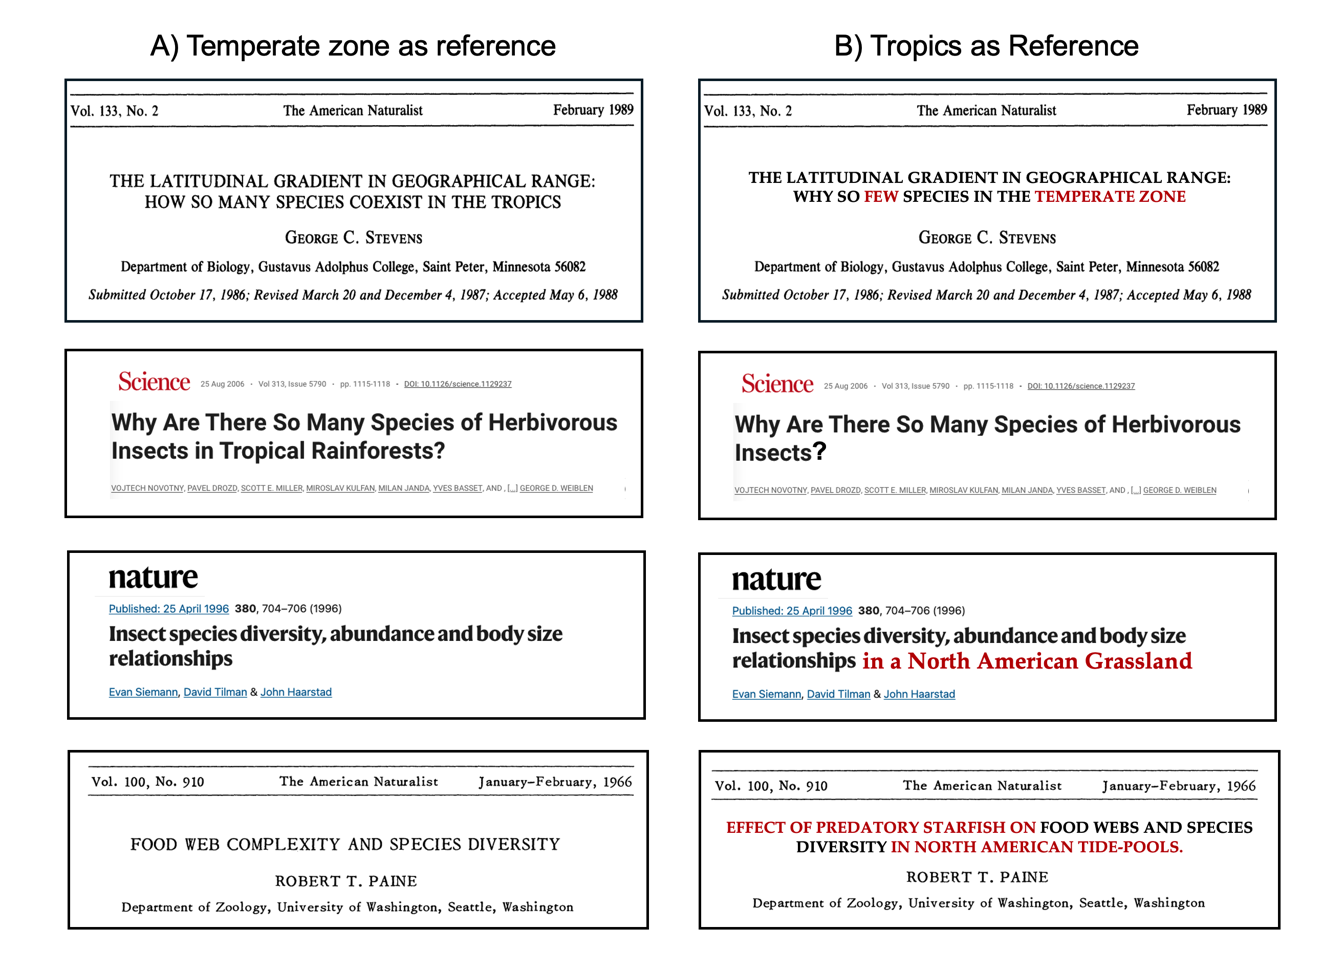 A) Temperate zone as reference
Vol. 133, No. 2 The American Naturalist February 1989
THE LATITUDINAL GRADIENT IN GEOGRAPHICAL RANGE:
HOW SO MANY SPECIES COEXIST IN THE TROPICS
GEORGE C. STEVENS
Department of Biology, Gustavus Adolphus College, Saint Peter, Minnesota 56082
Submitted October 17, 1986; Revised March 20 and December 4, 1987; Accepted May 6, 1988
Science 25 Aug 2006 • Vol 313, Issue 5790 • pp. 1115-1118 • DOI: 10.1126/science.1129237
Why Are There So Many Species of Herbivorous
Insects in Tropical Rainforests?
VOJTECH NOVOTNY, PAVEL DROZD, SCOTT E. MILLER, MIROSLAV KULFAN, MILAN JANDA, YVES BASSET, AND , [...] GEORGE D. WEIBLEN
nature
Published: 25 April 1996 380, 704–706 (1996)
Insect species diversity, abundance and body size
relationships
Evan Siemann, David Tilman & John Haarstad
Vol. 100, No. 910 The American Naturalist January–February, 1966
FOOD WEB COMPLEXITY AND SPECIES DIVERSITY
ROBERT T. PAINE
Department of Zoology, University of Washington, Seattle, Washington
B) Tropics as Reference
Vol. 133, No. 2 The American Naturalist February 1989
THE LATITUDINAL GRADIENT IN GEOGRAPHICAL RANGE:
WHY SO FEW SPECIES IN THE TEMPERATE ZONE
GEORGE C. STEVENS
Department of Biology, Gustavus Adolphus College, Saint Peter, Minnesota 56082
Submitted October 17, 1986; Revised March 20 and December 4, 1987; Accepted May 6, 1988
Science 25 Aug 2006 • Vol 313, Issue 5790 • pp. 1115-1118 • DOI: 10.1126/science.1129237
Why Are There So Many Species of Herbivorous
Insects?
VOJTECH NOVOTNY, PAVEL DROZD, SCOTT E. MILLER, MIROSLAV KULFAN, MILAN JANDA, YVES BASSET, AND , [...] GEORGE D. WEIBLEN
nature
Published: 25 April 1996 380, 704–706 (1996)
Insect species diversity, abundance and body size
relationships in a North American Grassland
Evan Siemann, David Tilman & John Haarstad
Vol. 100, No. 910 The American Naturalist January–February, 1966
EFFECT OF PREDATORY STARFISH ON FOOD WEBS AND SPECIES
DIVERSITY IN NORTH AMERICAN TIDE-POOLS.
ROBERT T. PAINE
Department of Zoology, University of Washington, Seattle, Washington